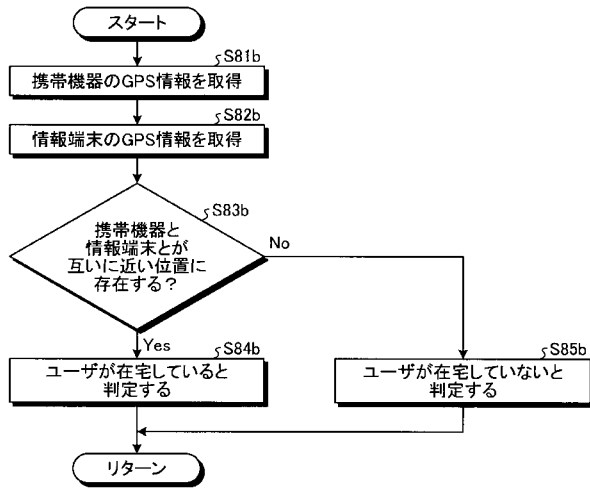 スタート
S81b
携帯機器のGPS情報を取得
S82b
情報端末のGPS情報を取得
S83b
携帯機器と
情報端末とが
互いに近い位置に
存在する？
No
Yes
S84b
ユーザが在宅していると
判定する
S85b
ユーザが在宅していないと
判定する
リターン